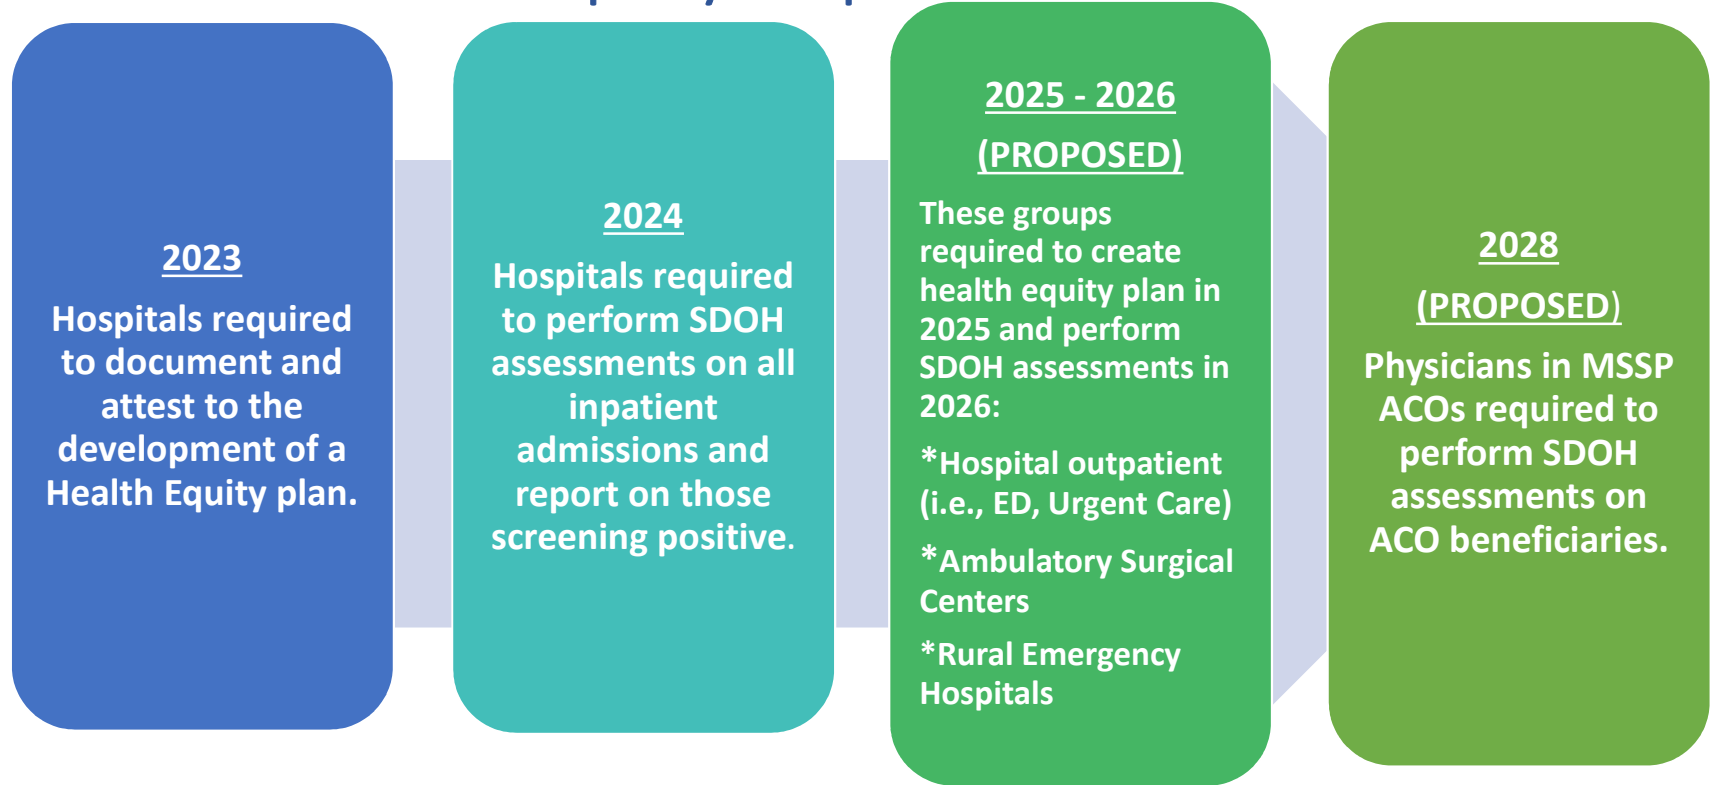 2023
Hospitals required
to document and
attest to the
development of a
Health Equity plan.
2024
Hospitals required
to perform SDOH
assessments on all
inpatient
admissions and
report on those
screening positive.
2025 - 2026
(PROPOSED)
These groups
required to create
health equity plan in
2025 and perform
SDOH assessments in
2026:
*Hospital outpatient
(i.e., ED, Urgent Care)
*Ambulatory Surgical
Centers
*Rural Emergency
Hospitals
2028
(PROPOSED)
Physicians in MSSP
ACOs required to
perform SDOH
assessments on
ACO beneficiaries.